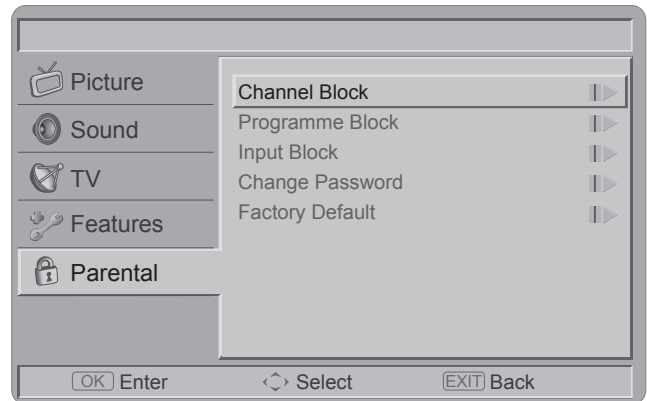 Picture
Sound
TV
Features
Parental
Channel Block
Programme Block
Input Block
Change Password
Factory Default
OK Enter
Select
EXIT Back